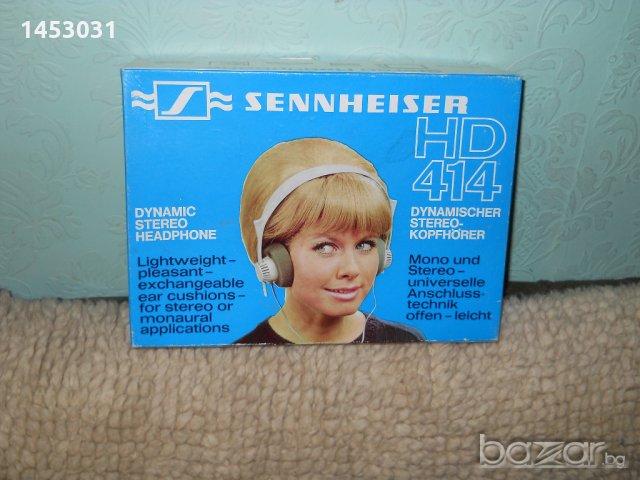 1453031
SENNHEISER
HD
414
DYNAMIC
STEREO
HEADPHONE
Lightweight–
pleasant–
exchangeable
ear cushions–
for stereo or
monaural
applications
DYNAMISCHER
STEREO-
KOPFHÖRER
Mono und
Stereo–
universelle
Anschluss-
technik
offen–leicht
bazar.bg